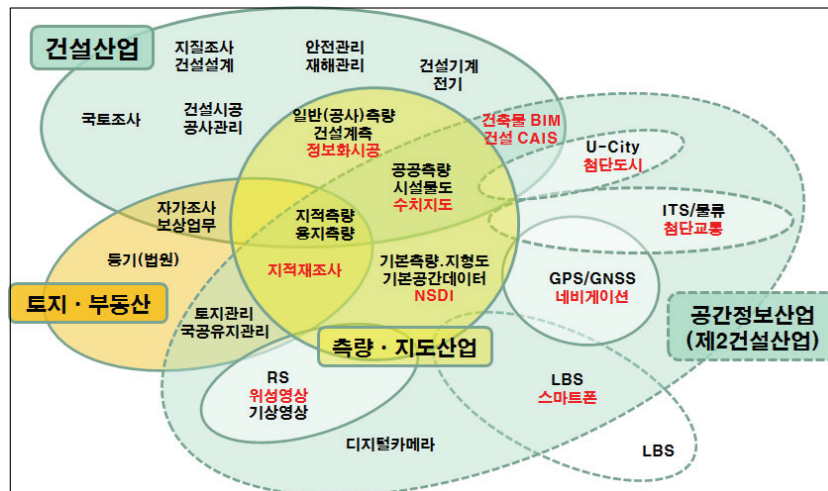 건설산업
지질조사
건설설계
안전관리
재해관리
건설기계
전기
국토조사
건설시공
공사관리
일반(공사)측량
건설계측
정보화시공
건축물 BIM
건설 CAIS
U-City
첨단도시
공공측량
시설물도
수치지도
자가조사
보상업무
지적측량
용지측량
ITS/물류
첨단교통
등기(법원)
지적재조사
기본측량.지형도
기본공간데이터
NSDI
GPS/GNSS
네비게이션
토지·부동산
토지관리
국공유지관리
측량·지도산업
공간정보산업
(제2건설산업)
RS
위성영상
기상영상
LBS
스마트폰
디지털카메라
LBS